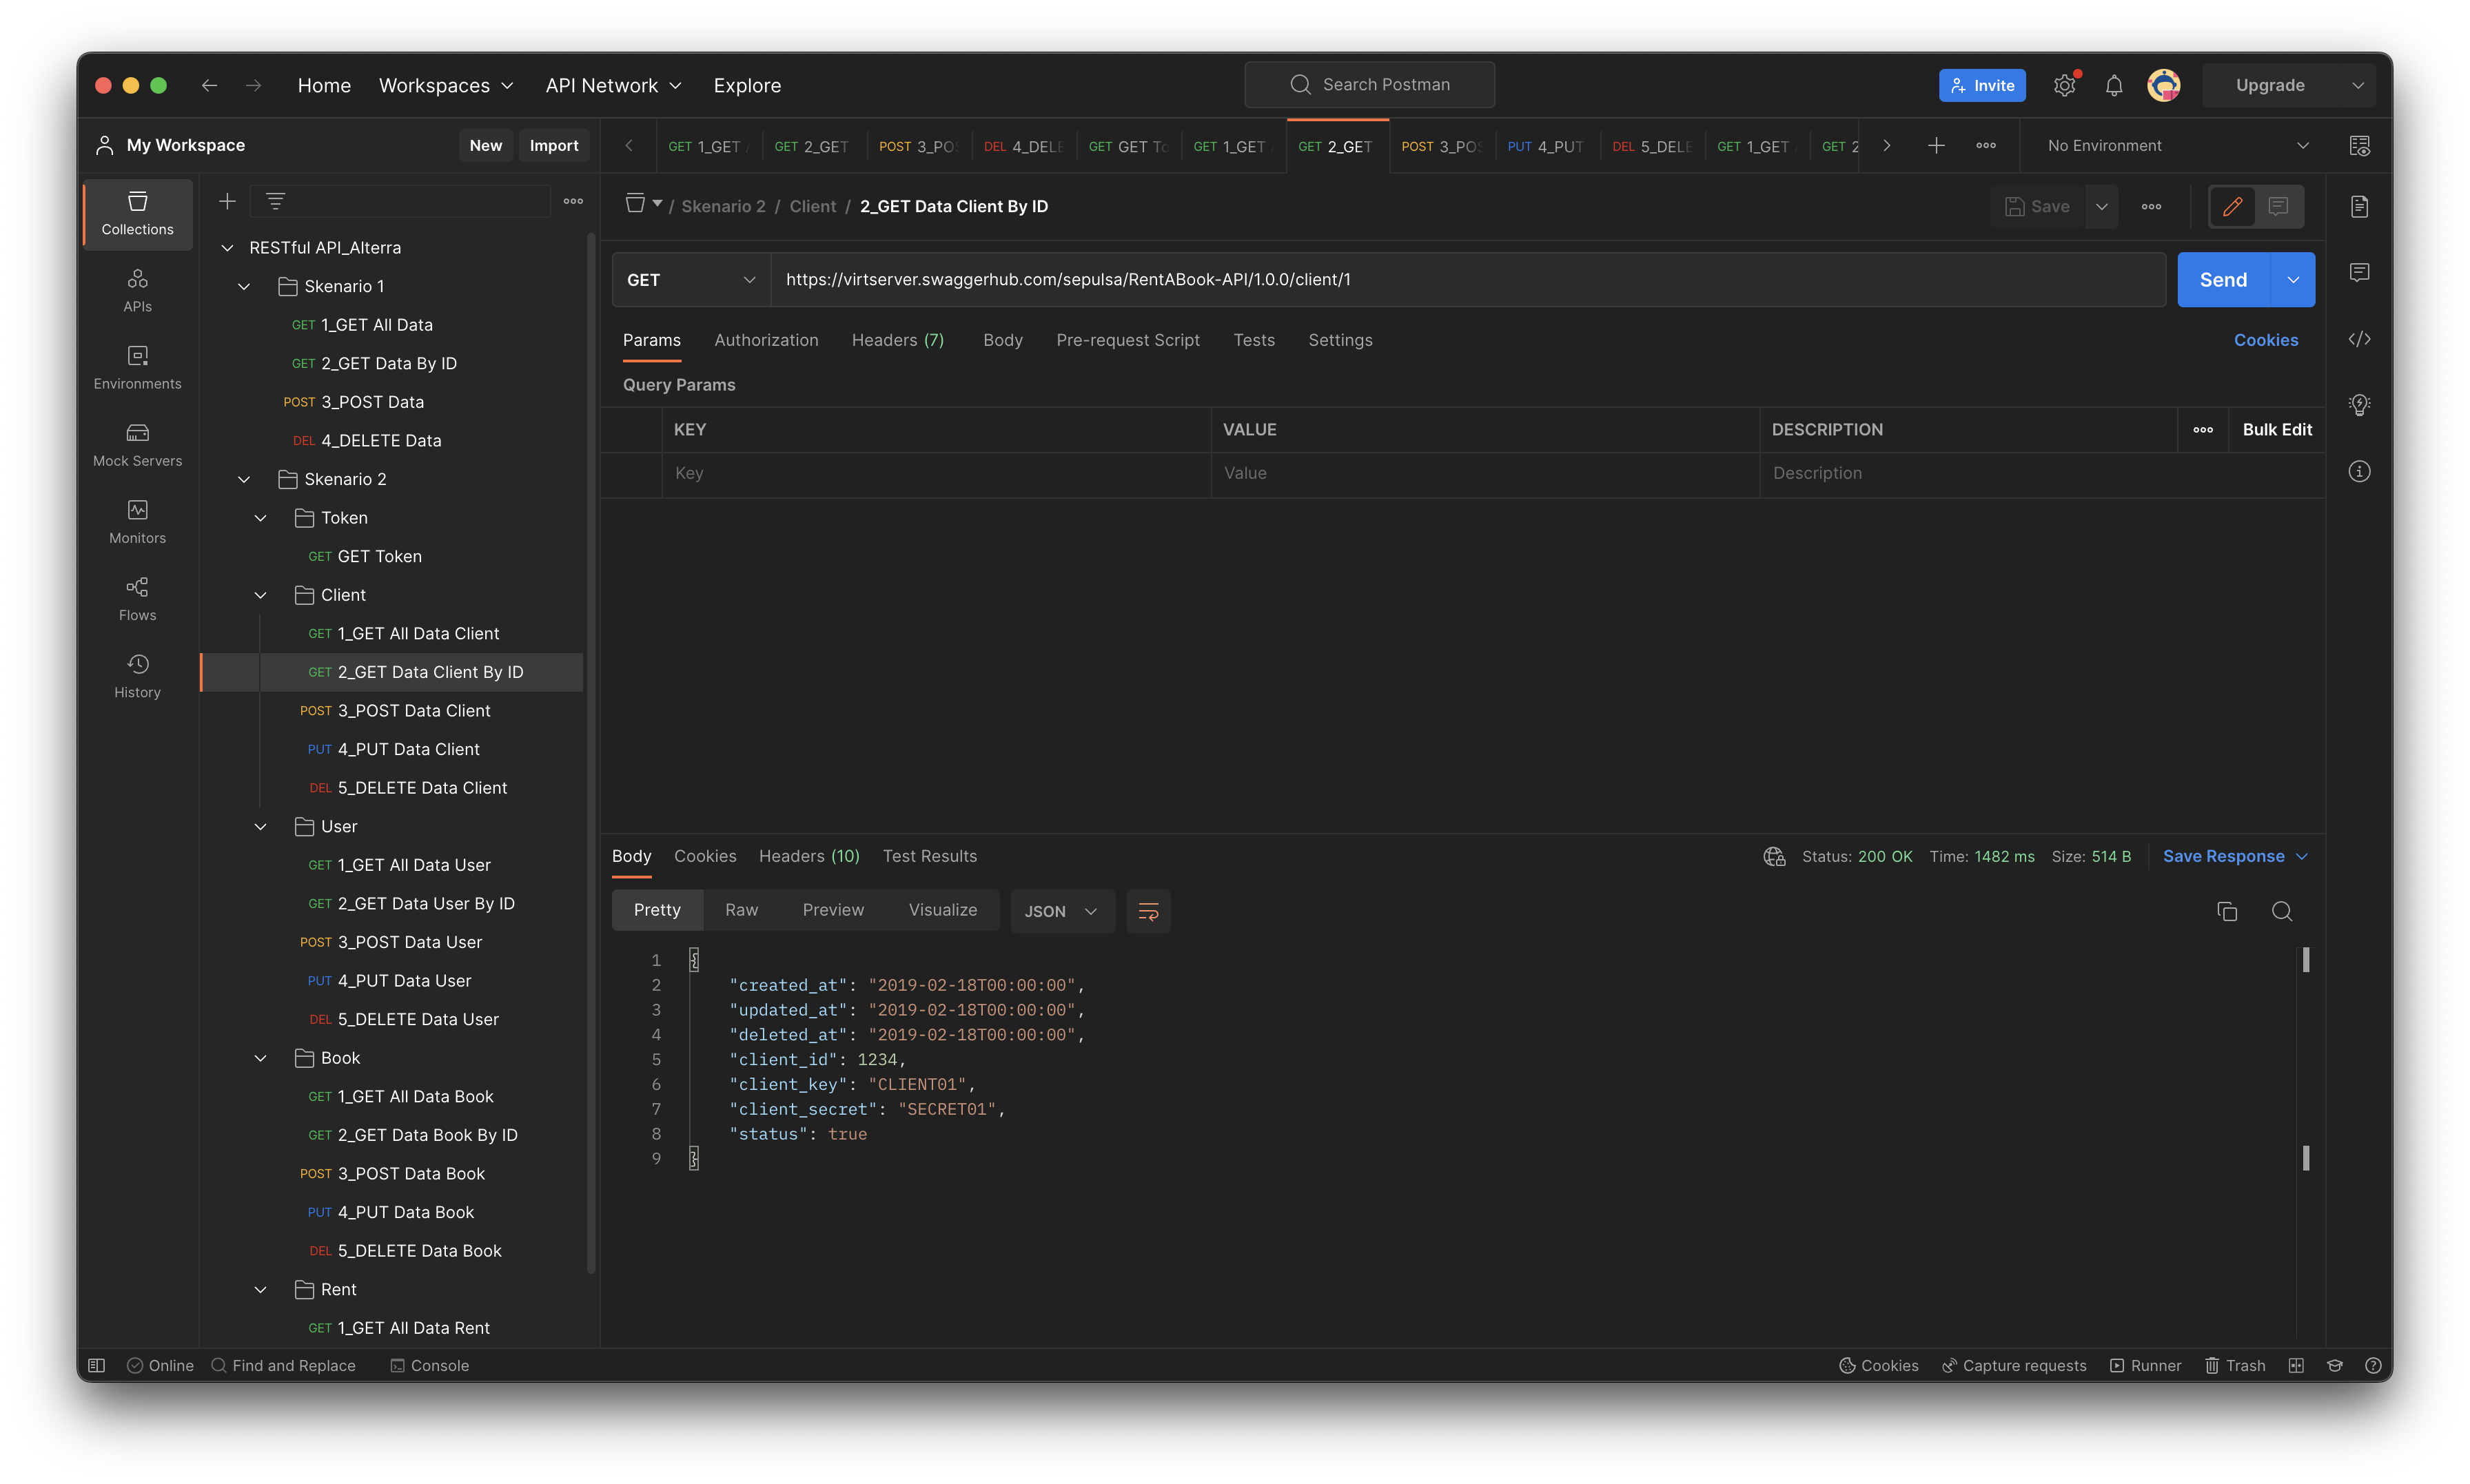 Home Workspaces API Network Explore Search Postman Invite Upgrade
My Workspace New Import
GET 1_GET GET 2_GET POST 3_POS DEL 4_DELE GET GET To GET 1_GET GET 2_GET POST 3_POS PUT 4_PUT DEL 5_DELE GET 1_GET GET 2 No Environment
Collections
APIs
Environments
Mock Servers
Monitors
Flows
History
RESTful API_Alterra
Skenario 1
GET 1_GET All Data
GET 2_GET Data By ID
POST 3_POST Data
DEL 4_DELETE Data
Skenario 2
Token
GET GET Token
Client
GET 1_GET All Data Client
GET 2_GET Data Client By ID
POST 3_POST Data Client
PUT 4_PUT Data Client
DEL 5_DELETE Data Client
User
GET 1_GET All Data User
GET 2_GET Data User By ID
POST 3_POST Data User
PUT 4_PUT Data User
DEL 5_DELETE Data User
Book
GET 1_GET All Data Book
GET 2_GET Data Book By ID
POST 3_POST Data Book
PUT 4_PUT Data Book
DEL 5_DELETE Data Book
Rent
GET 1_GET All Data Rent
/ Skenario 2 / Client / 2_GET Data Client By ID Save
GET https://virtserver.swaggerhub.com/sepulsa/RentABook-API/1.0.0/client/1 Send
Params Authorization Headers (7) Body Pre-request Script Tests Settings Cookies
Query Params
KEY VALUE DESCRIPTION Bulk Edit
Key Value Description
Body Cookies Headers (10) Test Results Status: 200 OK Time: 1482 ms Size: 514 B Save Response
Pretty Raw Preview Visualize JSON
1 {
2 "created_at": "2019-02-18T00:00:00",
3 "updated_at": "2019-02-18T00:00:00",
4 "deleted_at": "2019-02-18T00:00:00",
5 "client_id": 1234,
6 "client_key": "CLIENT01",
7 "client_secret": "SECRET01",
8 "status": true
9 }
Online Find and Replace Console Cookies Capture requests Runner Trash